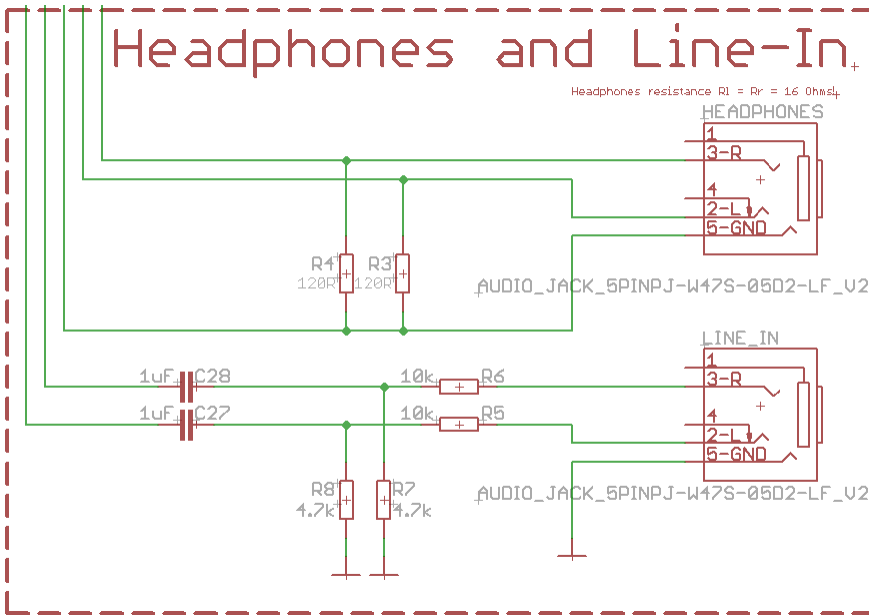 Headphones and Line-In
Headphones resistance Rl = Rr = 16 Ohms!
HEADPHONES
1
3-R
4
2-L
5-GND
R4
120R
R3
120R
AUDIO_JACK_5PINPJ-W47S-05D2-LF_V2
LINE_IN
1
3-R
4
2-L
5-GND
1uF C28
10k R6
1uF C27
10k R5
R8
4.7k
R7
4.7k
AUDIO_JACK_5PINPJ-W47S-05D2-LF_V2